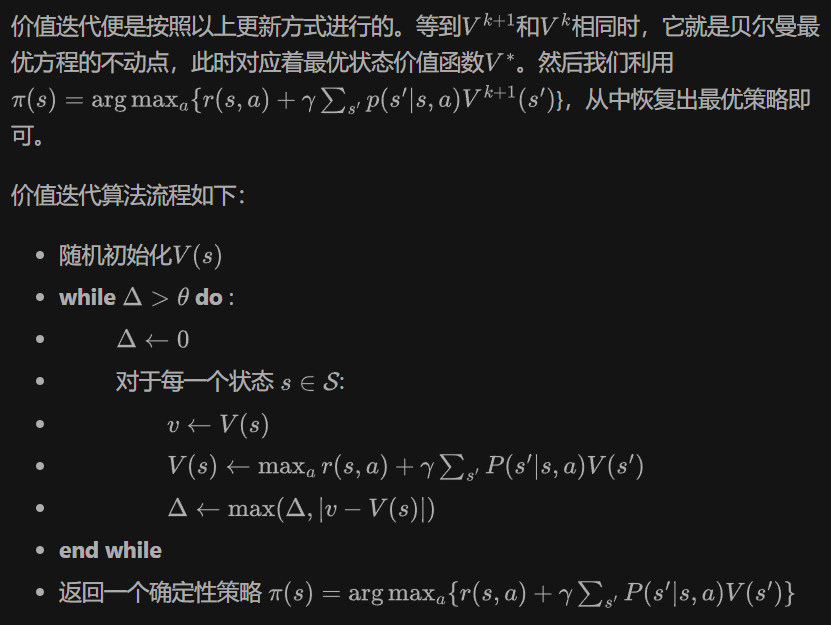 价值迭代便是按照以上更新方式进行的。等到$V^{k+1}$和$V^k$相同时，它就是贝尔曼最
优方程的不动点，此时对应着最优状态价值函数$V^*$。然后我们利用
$\pi(s) = \arg\max_a\{r(s,a) + \gamma \sum_{s'} p(s'|s,a)V^{k+1}(s')\}$，从中恢复出最优策略即
可。
价值迭代算法流程如下：
• 随机初始化$V(s)$
• while $\Delta > \theta$ do :
• $\Delta \leftarrow 0$
• 对于每一个状态 $s \in \mathcal{S}$:
• $v \leftarrow V(s)$
• $V(s) \leftarrow \max_a r(s,a) + \gamma \sum_{s'} P(s'|s,a)V(s')$
• $\Delta \leftarrow \max(\Delta, |v - V(s)|)$
• end while
• 返回一个确定性策略 $\pi(s) = \arg\max_a\{r(s,a) + \gamma \sum_{s'} P(s'|s,a)V(s')\}$